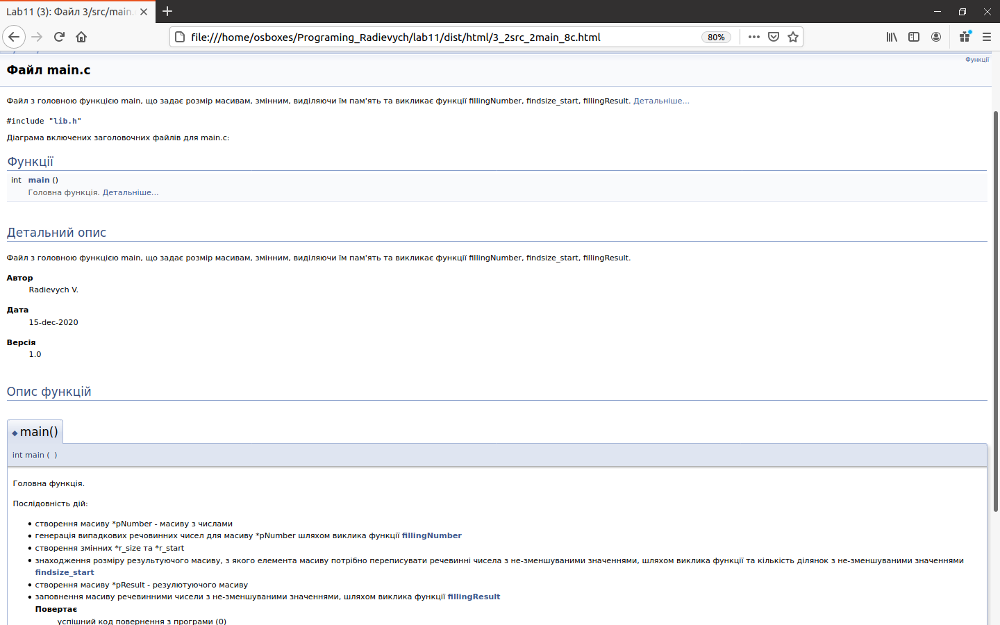 Lab11 (3): Файл 3/src/main.
file:///home/osboxes/Programing_Radievych/lab11/dist/html/3_2src_2main_8c.html
80%
Функції
Файл main.c
Файл з головною функцією main, що задає розмір масивам, змінним, виділяючи їм пам'ять та викликає функції fillingNumber, findsize_start, fillingResult. Детальніше...
#include "lib.h"
Діаграма включених заголовочних файлів для main.c:
Функції
int main ()
Головна функція. Детальніше...
Детальний опис
Файл з головною функцією main, що задає розмір масивам, змінним, виділяючи їм пам'ять та викликає функції fillingNumber, findsize_start, fillingResult.
Автор
Radievych V.
Дата
15-dec-2020
Версія
1.0
Опис функцій
◆ main()
int main ( )
Головна функція.
Послідовність дій:
• створення масиву *pNumber - масиву з числами
• генерація випадкових речовинних чисел для масиву *pNumber шляхом виклика функції fillingNumber
• створення змінних *r_size та *r_start
• знаходження розміру результуючого масиву, з якого елемента масиву потрібно переписувати речевинні чисела з не-зменшуваними значеннями, шляхом виклика функції та кількість ділянок з не-зменшуваними значеннями
findsize_start
• створення масиву *pResult - резулютуючого масиву
• заповнення масиву речевинними чисели з не-зменшуваними значеннями, шляхом виклика функції fillingResult
Повертає
успішний код повернення з програми (0)